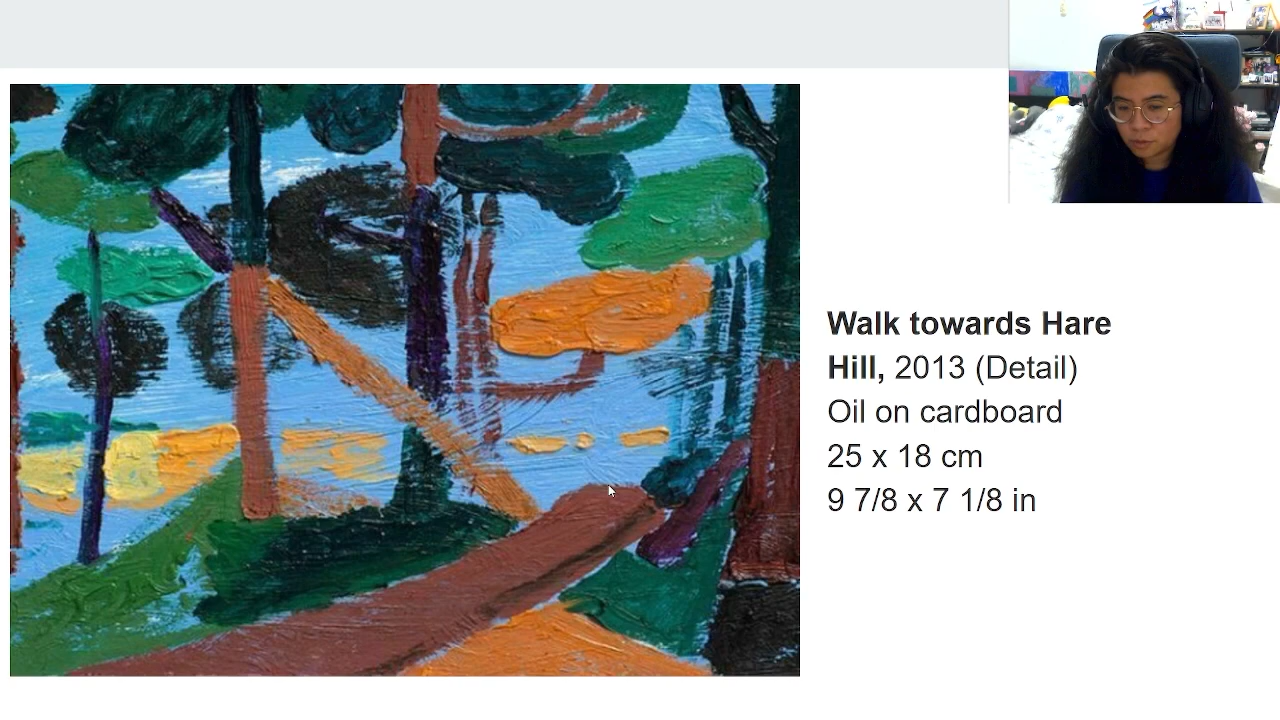 Walk towards Hare
Hill, 2013 (Detail)
Oil on cardboard
25 x 18 cm
9 7/8 x 7 1/8 in